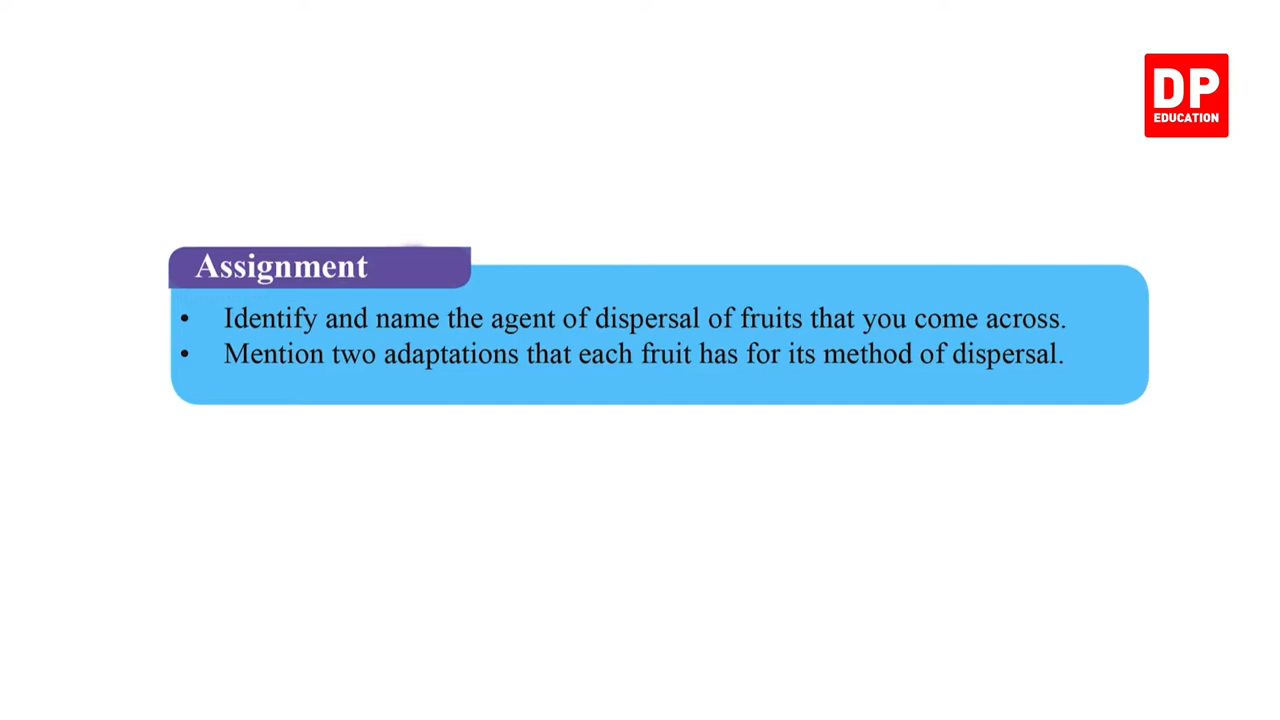 DP
EDUCATION
Assignment
• Identify and name the agent of dispersal of fruits that you come across.
• Mention two adaptations that each fruit has for its method of dispersal.